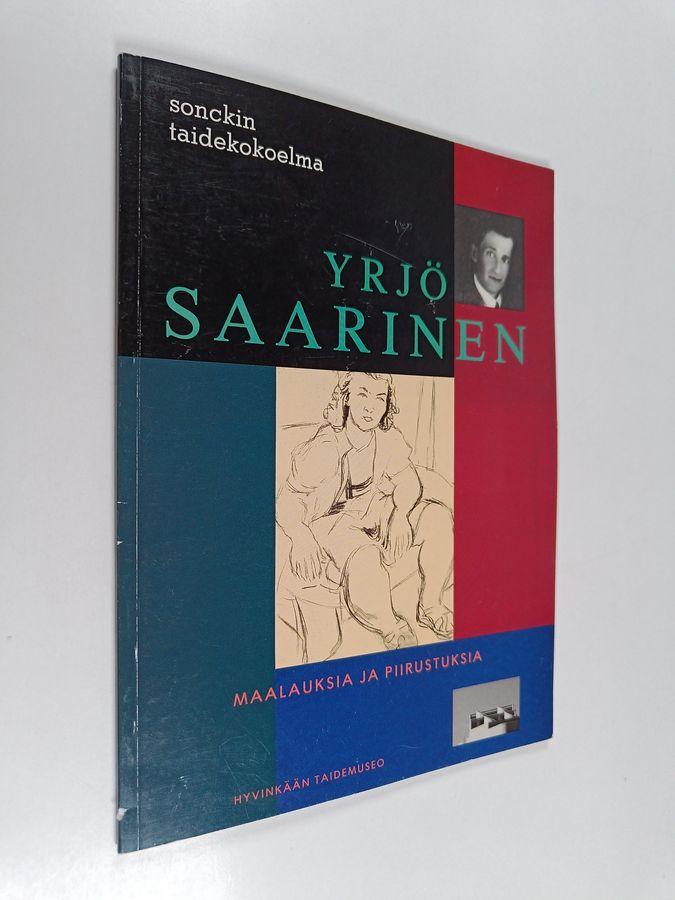 sonckin
taidekokoelma
YRJÖ
SAARINEN
MAALAUKSIA JA PIIRUSTUKSIA
HYVINKÄÄN TAIDEMUSEO